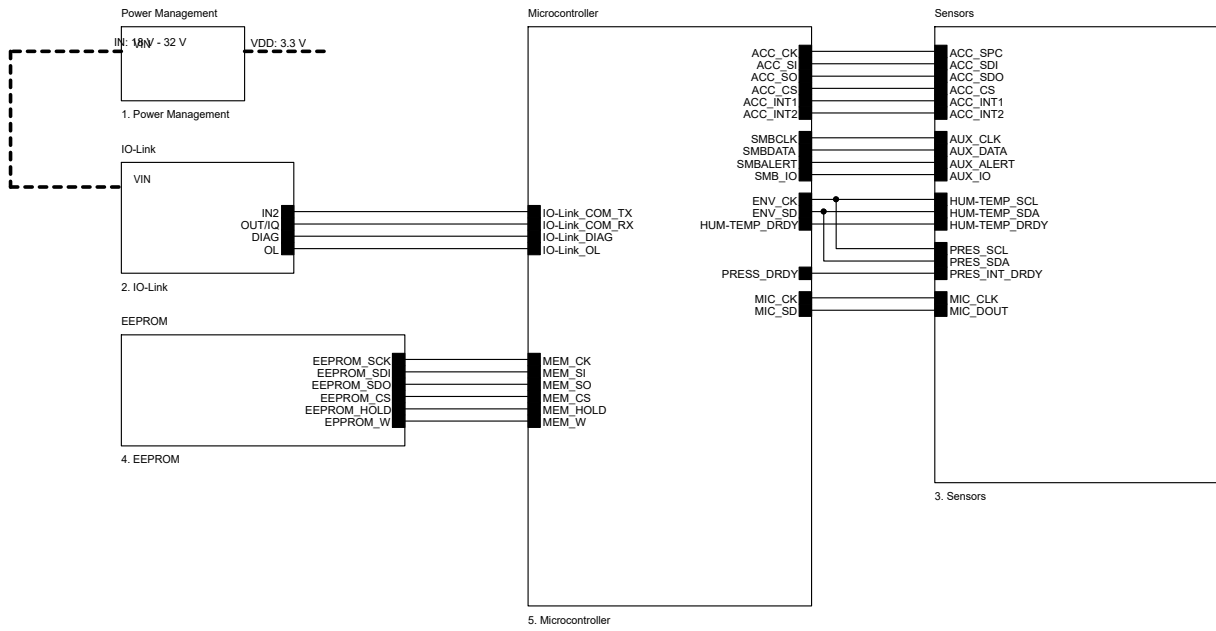 Power Management
IN: 18 V - 32 V
VIN
VDD: 3.3 V
1. Power Management
IO-Link
VIN
IN2
OUT/IQ
DIAG
OL
2. IO-Link
EEPROM
EEPROM_SCK
EEPROM_SDI
EEPROM_SDO
EEPROM_CS
EEPROM_HOLD
EPPROM_W
4. EEPROM
Microcontroller
IO-Link_COM_TX
IO-Link_COM_RX
IO-Link_DIAG
IO-Link_OL
MEM_CK
MEM_SI
MEM_SO
MEM_CS
MEM_HOLD
MEM_W
ACC_CK
ACC_SI
ACC_SO
ACC_CS
ACC_INT1
ACC_INT2
SMBCLK
SMBDATA
SMBALERT
SMB_IO
ENV_CK
ENV_SD
HUM-TEMP_DRDY
PRESS_DRDY
MIC_CK
MIC_SD
5. Microcontroller
Sensors
ACC_SPC
ACC_SDI
ACC_SDO
ACC_CS
ACC_INT1
ACC_INT2
AUX_CLK
AUX_DATA
AUX_ALERT
AUX_IO
HUM-TEMP_SCL
HUM-TEMP_SDA
HUM-TEMP_DRDY
PRES_SCL
PRES_SDA
PRES_INT_DRDY
MIC_CLK
MIC_DOUT
3. Sensors